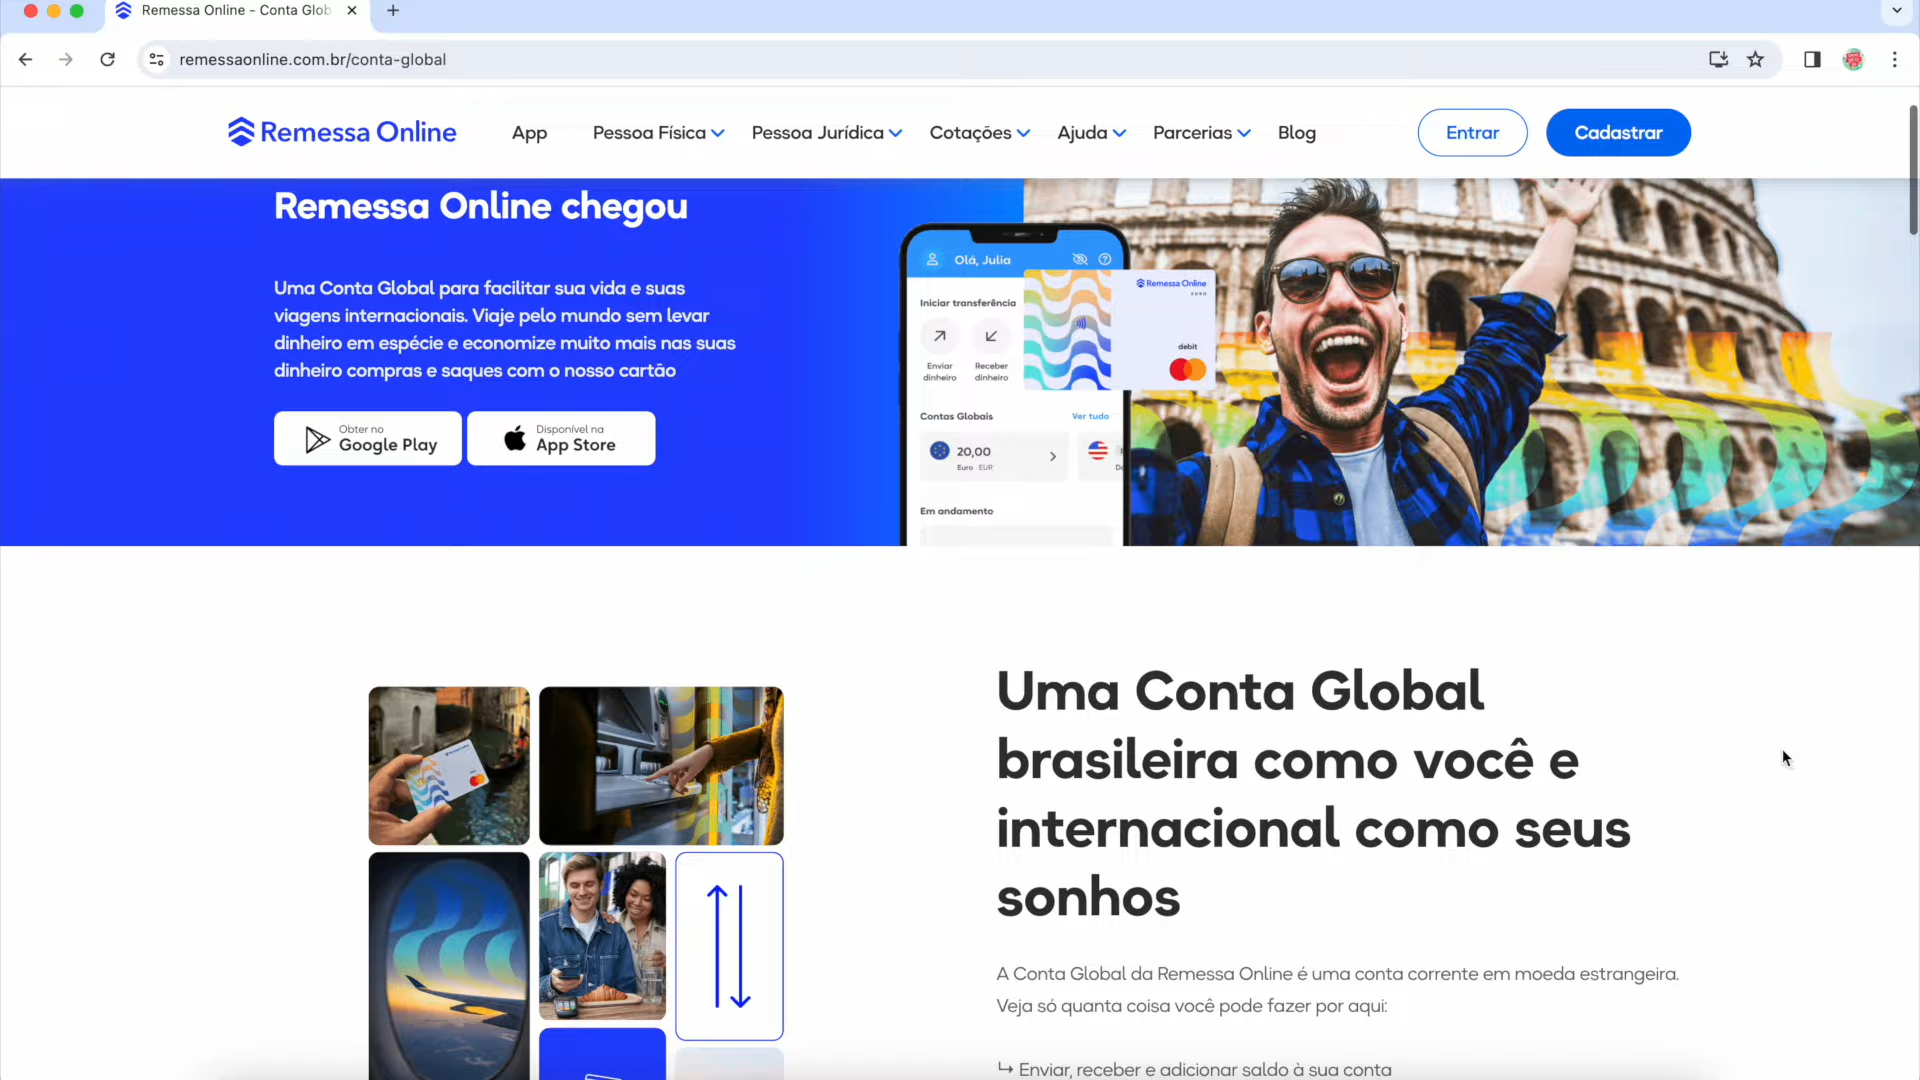 Remessa Online - Conta Glob
remessaonline.com.br/conta-global
Remessa Online
App
Pessoa Física
Pessoa Jurídica
Cotações
Ajuda
Parcerias
Blog
Entrar
Cadastrar
Remessa Online chegou
Uma Conta Global para facilitar sua vida e suas
viagens internacionais. Viaje pelo mundo sem levar
dinheiro em espécie e economize muito mais nas suas
dinheiro compras e saques com o nosso cartão
Obter no
Google Play
Disponível na
App Store
Olá, Julia
Iniciar transferência
Enviar
dinheiro
Receber
dinheiro
Remessa Online
EURO
debit
Contas Globais
Ver tudo
20,00
Euro EUR
Em andamento
Uma Conta Global
brasileira como você e
internacional como seus
sonhos
A Conta Global da Remessa Online é uma conta corrente em moeda estrangeira.
Veja só quanta coisa você pode fazer por aqui:
↳ Enviar, receber e adicionar saldo à sua conta